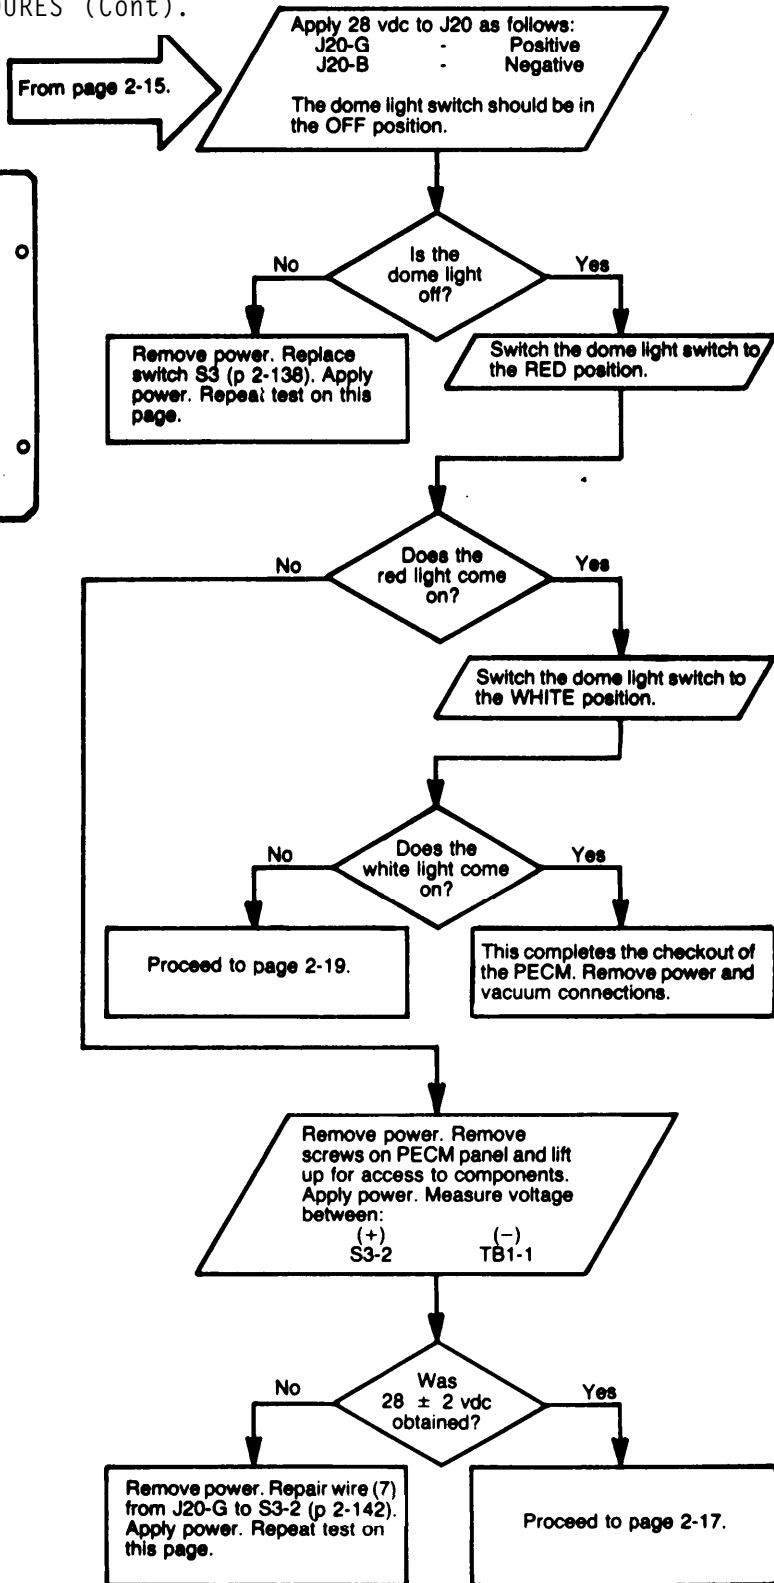 DURES (Cont).
From page 2-15.
Apply 28 vdc to J20 as follows:
J20-G - Positive
J20-B - Negative
The dome light switch should be in
the OFF position.
Is the
dome light
off?
No
Yes
Remove power. Replace
switch S3 (p 2-138). Apply
power. Repeat test on this
page.
Switch the dome light switch to
the RED position.
Does the
red light come
on?
No
Yes
Switch the dome light switch to
the WHITE position.
Does the
white light come
on?
No
Yes
Proceed to page 2-19.
This completes the checkout of
the PECM. Remove power and
vacuum connections.
Remove power. Remove
screws on PECM panel and lift
up for access to components.
Apply power. Measure voltage
between:
(+) (−)
S3-2 TB1-1
Was
28 ± 2 vdc
obtained?
No
Yes
Remove power. Repair wire (7)
from J20-G to S3-2 (p 2-142).
Apply power. Repeat test on
this page.
Proceed to page 2-17.